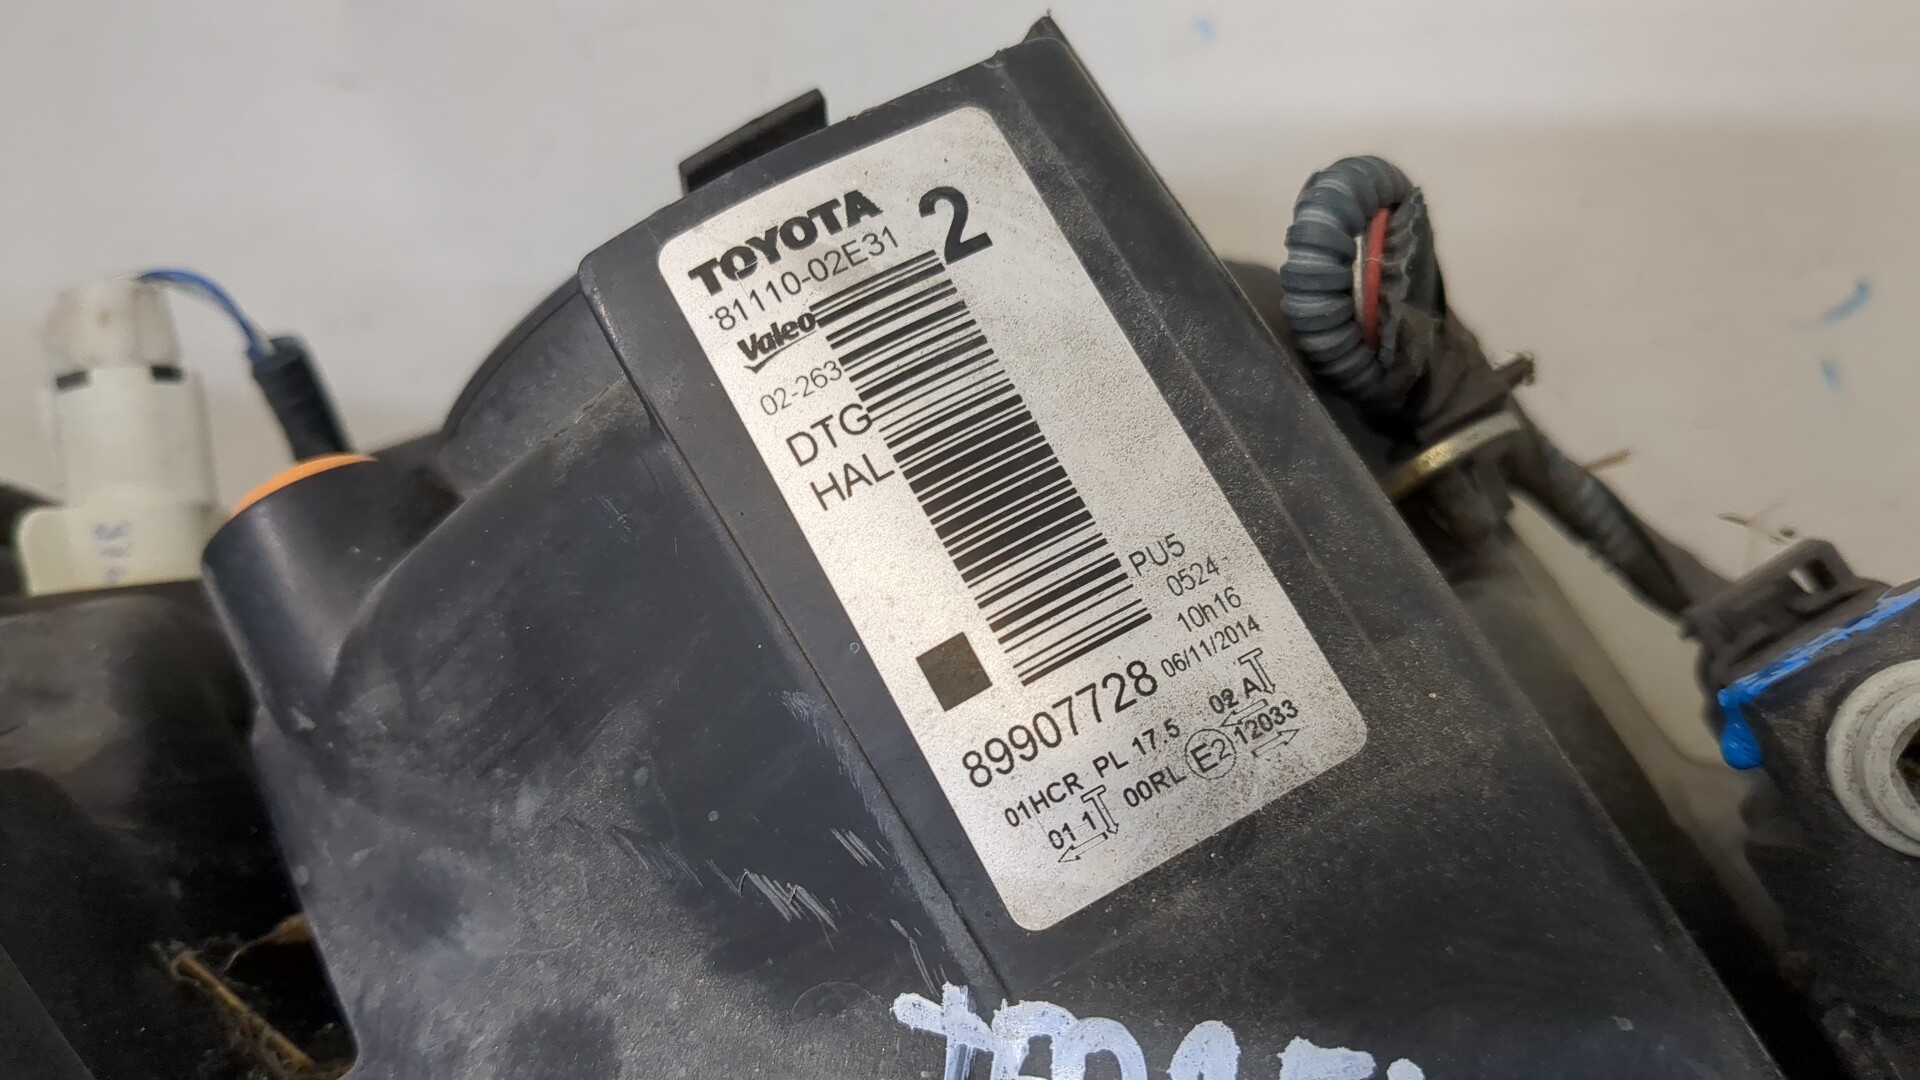 TOYOTA 2
81110-02E31
Valeo
02-263
DTG
HAL
PU5
0524
10h16
89907728 06/11/2014
01HCR PL 17.5 02 A
01 1 00RL E2 12033